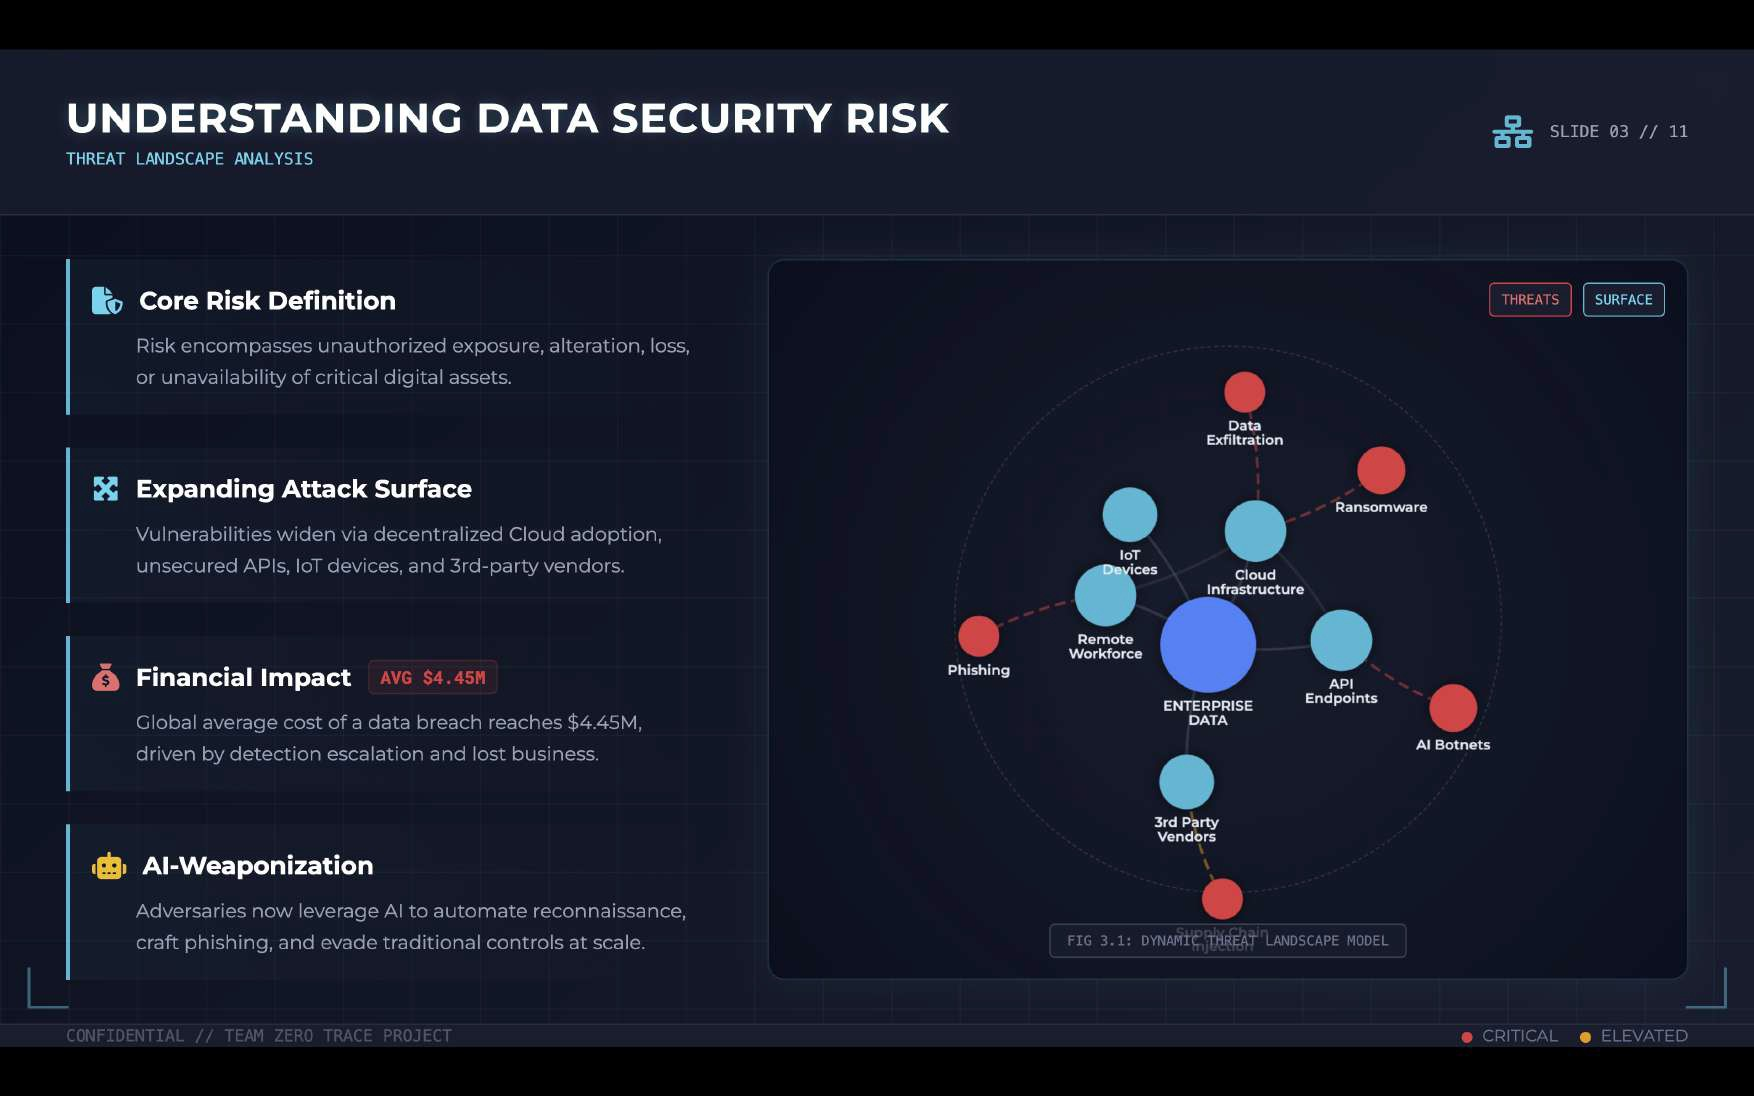 UNDERSTANDING DATA SECURITY RISK
THREAT LANDSCAPE ANALYSIS
SLIDE 03 // 11
Core Risk Definition
Risk encompasses unauthorized exposure, alteration, loss,
or unavailability of critical digital assets.
Expanding Attack Surface
Vulnerabilities widen via decentralized Cloud adoption,
unsecured APIs, IoT devices, and 3rd-party vendors.
Financial Impact
AVG $4.45M
Global average cost of a data breach reaches $4.45M,
driven by detection escalation and lost business.
AI-Weaponization
Adversaries now leverage AI to automate reconnaissance,
craft phishing, and evade traditional controls at scale.
THREATS
SURFACE
Data
Exfiltration
Ransomware
IoT
Devices
Cloud
Infrastructure
Remote
Workforce
Phishing
API
Endpoints
ENTERPRISE
DATA
AI Botnets
3rd Party
Vendors
Supply Chain
Injection
FIG 3.1: DYNAMIC THREAT LANDSCAPE MODEL
CONFIDENTIAL // TEAM ZERO TRACE PROJECT
CRITICAL
ELEVATED